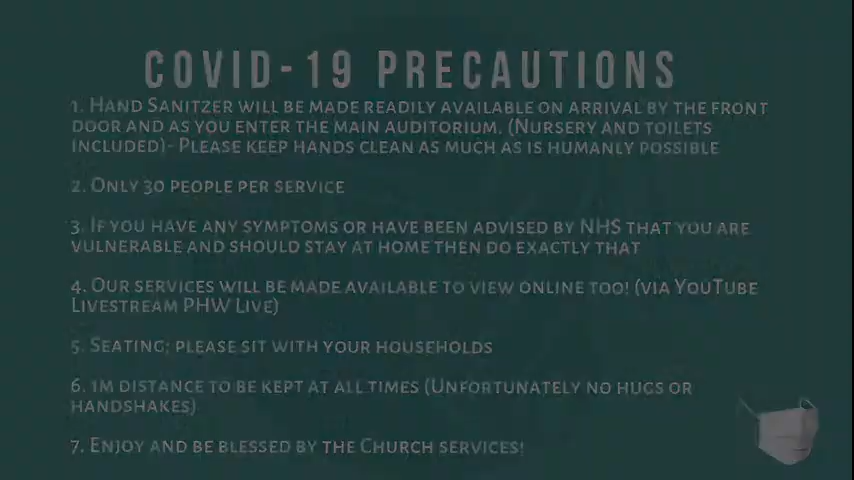 COVID-19 PRECAUTIONS
1. Hand Sanitzer will be made readily available on arrival by the front
door and as you enter the main auditorium. (Nursery and toilets
included)- Please keep hands clean as much as is humanly possible
2. Only 30 people per service
3. If you have any symptoms or have been advised by NHS that you are
vulnerable and should stay at home then do exactly that
4. Our services will be made available to view online too! (via YouTube
Livestream PHW Live)
5. Seating; please sit with your households
6. 1m distance to be kept at all times (Unfortunately no hugs or
handshakes)
7. Enjoy and be blessed by the Church services!